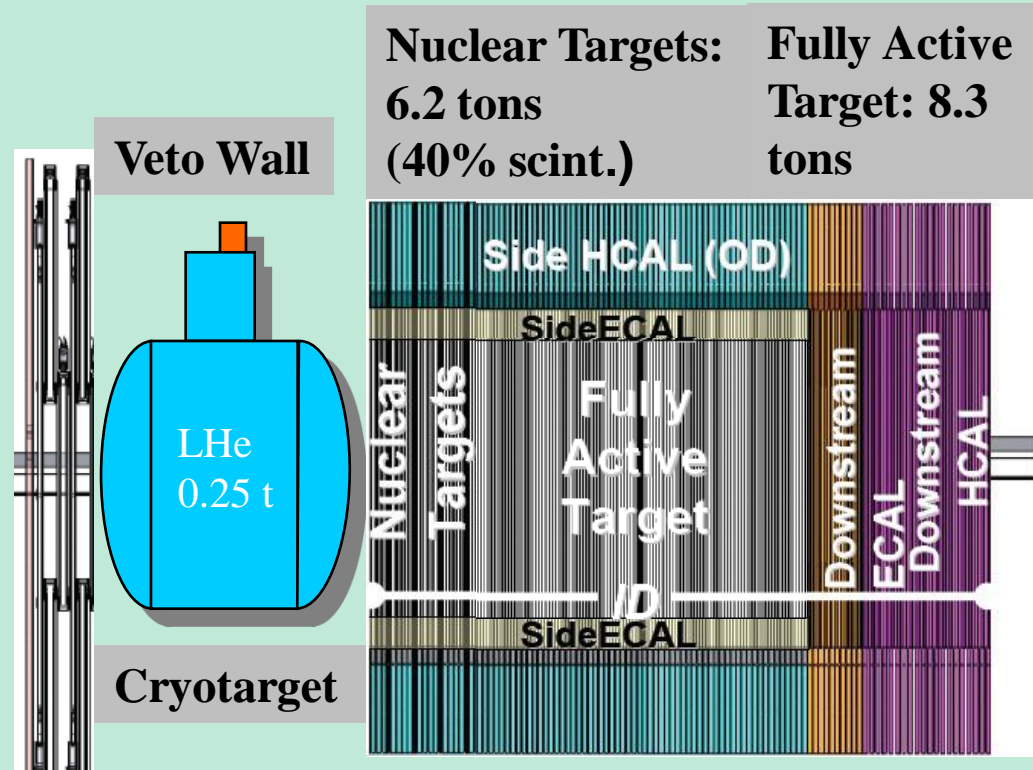 Nuclear Targets:
6.2 tons
(40% scint.)
Fully Active
Target: 8.3
tons
Veto Wall
Side HCAL (OD)
SideECAL
LHe
0.25 t
Nuclear
Targets
Fully
Active
Target
Downstream
ECAL
Downstream
HCAL
ID
SideECAL
Cryotarget